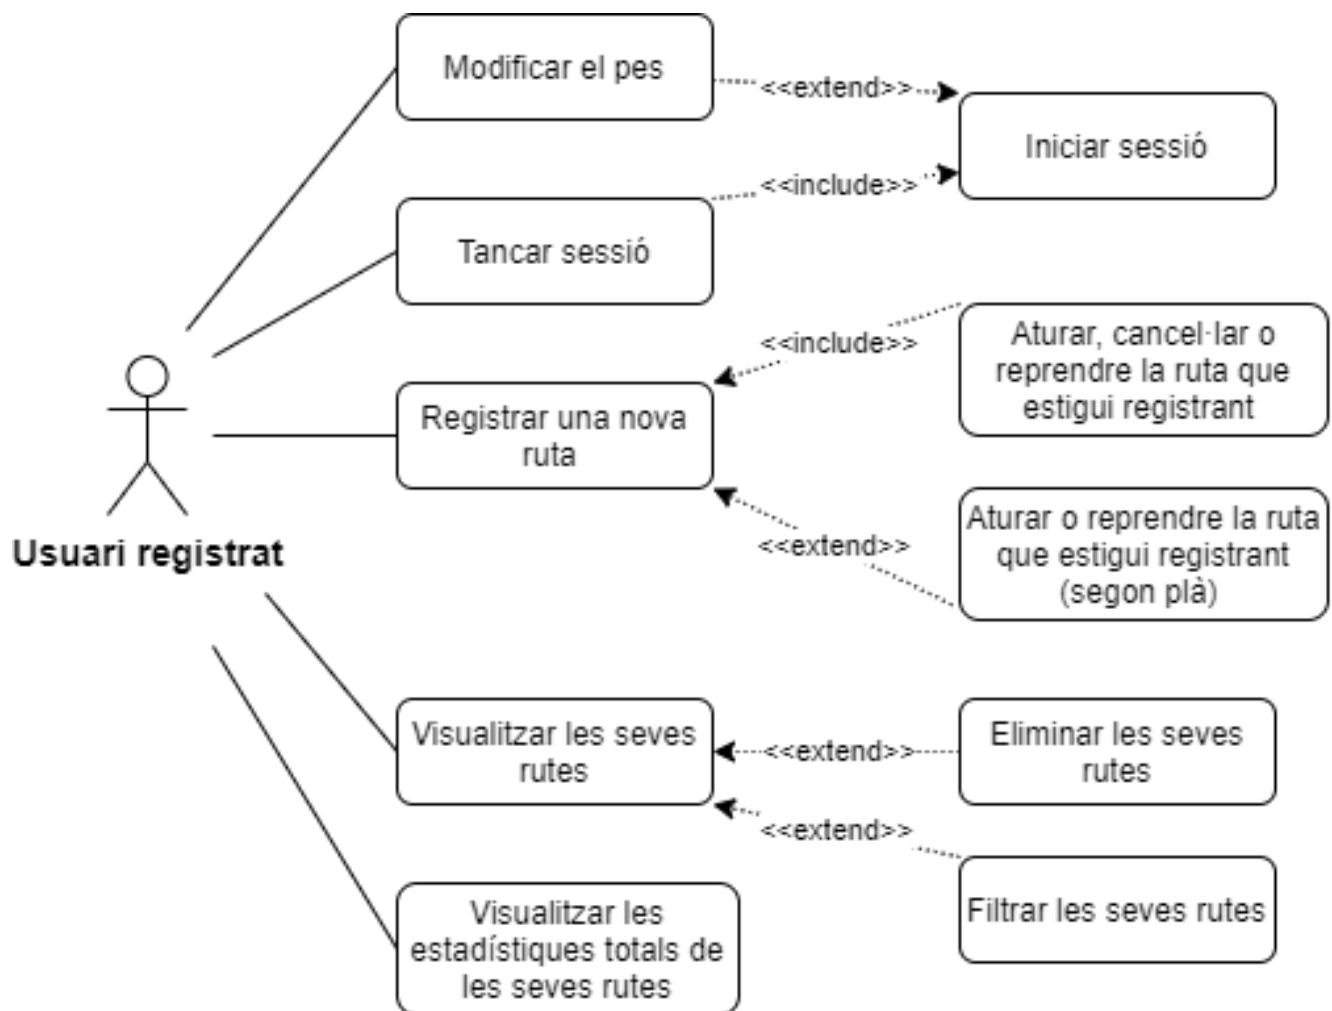 Modificar el pes
<<extend>>
Iniciar sessió
<<include>>
Tancar sessió
Aturar, cancel·lar o
reprendre la ruta que
estigui registrant
<<include>>
Registrar una nova
ruta
Aturar o reprendre la ruta
que estigui registrant
(segon plà)
<<extend>>
Usuari registrat
Visualitzar les seves
rutes
<<extend>>
Eliminar les seves
rutes
<<extend>>
Filtrar les seves rutes
Visualitzar les
estadístiques totals de
les seves rutes